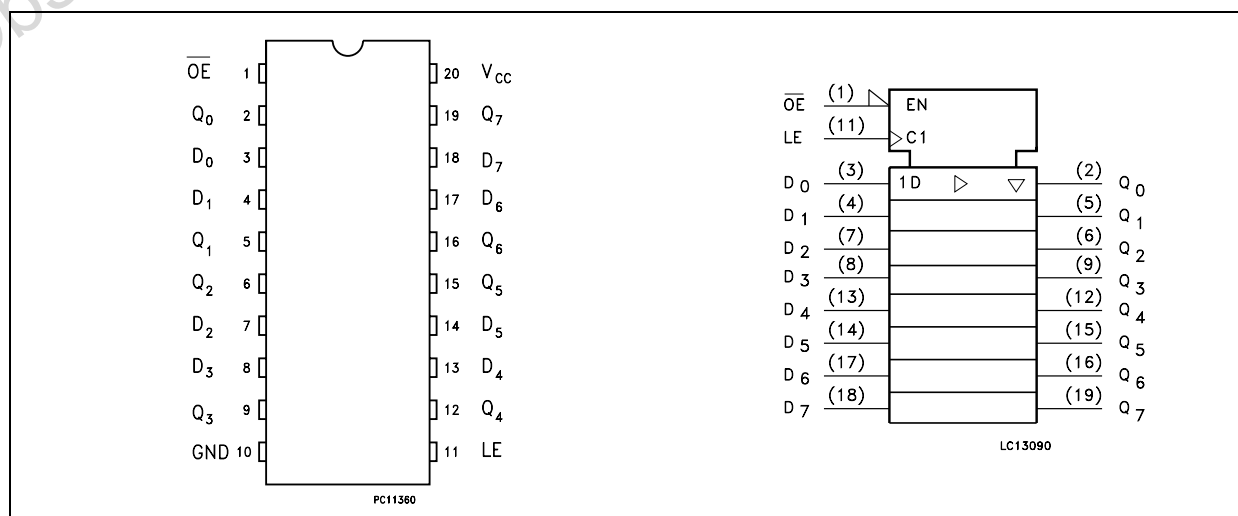 OE 1 20 VCC
Q0 2 19 Q7
D0 3 18 D7
D1 4 17 D6
Q1 5 16 Q6
Q2 6 15 Q5
D2 7 14 D5
D3 8 13 D4
Q3 9 12 Q4
GND 10 11 LE
PC11360
OE (1) EN
LE (11) C1
D0 (3) 1D (2) Q0
D1 (4) (5) Q1
D2 (7) (6) Q2
D3 (8) (9) Q3
D4 (13) (12) Q4
D5 (14) (15) Q5
D6 (17) (16) Q6
D7 (18) (19) Q7
LC13090